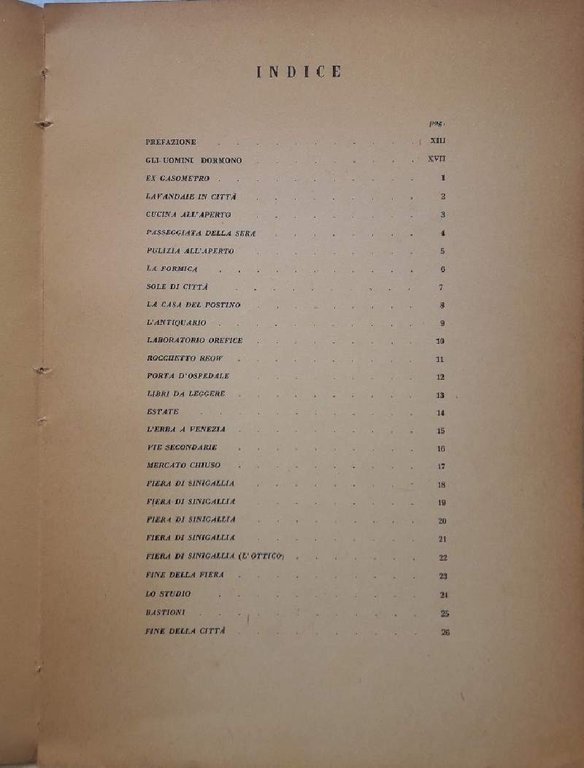 INDICE
pag.
PREFAZIONE . . . . . . . . XIII
GLI UOMINI DORMONO . . . . . . . XVII
EX GASOMETRO . . . . . . . . 1
LAVANDAIE IN CITTÀ . . . . . . . 2
CUCINA ALL'APERTO . . . . . . . 3
PASSEGGIATA DELLA SERA . . . . . . 4
PULIZIA ALL'APERTO . . . . . . . 5
LA FORMICA . . . . . . . . 6
SOLE DI CITTÀ . . . . . . . . 7
LA CASA DEL POSTINO . . . . . . . 8
L'ANTIQUARIO . . . . . . . . 9
LABORATORIO OREFICE . . . . . . . 10
ROCCHETTO REOW . . . . . . . . 11
PORTA D'OSPEDALE . . . . . . . 12
LIBRI DA LEGGERE . . . . . . . . 13
ESTATE . . . . . . . . . 14
L'ERBA A VENEZIA . . . . . . . . 15
VIE SECONDARIE . . . . . . . . 16
MERCATO CHIUSO . . . . . . . . 17
FIERA DI SINIGALLIA . . . . . . . 18
FIERA DI SINIGALLIA . . . . . . . 19
FIERA DI SINIGALLIA . . . . . . . 20
FIERA DI SINIGALLIA . . . . . . . 21
FIERA DI SINIGALLIA (L'OTTICO) . . . . . . 22
FINE DELLA FIERA . . . . . . . . 23
LO STUDIO . . . . . . . . 24
BASTIONI . . . . . . . . . 25
FINE DELLA CITTÀ . . . . . . . . 26